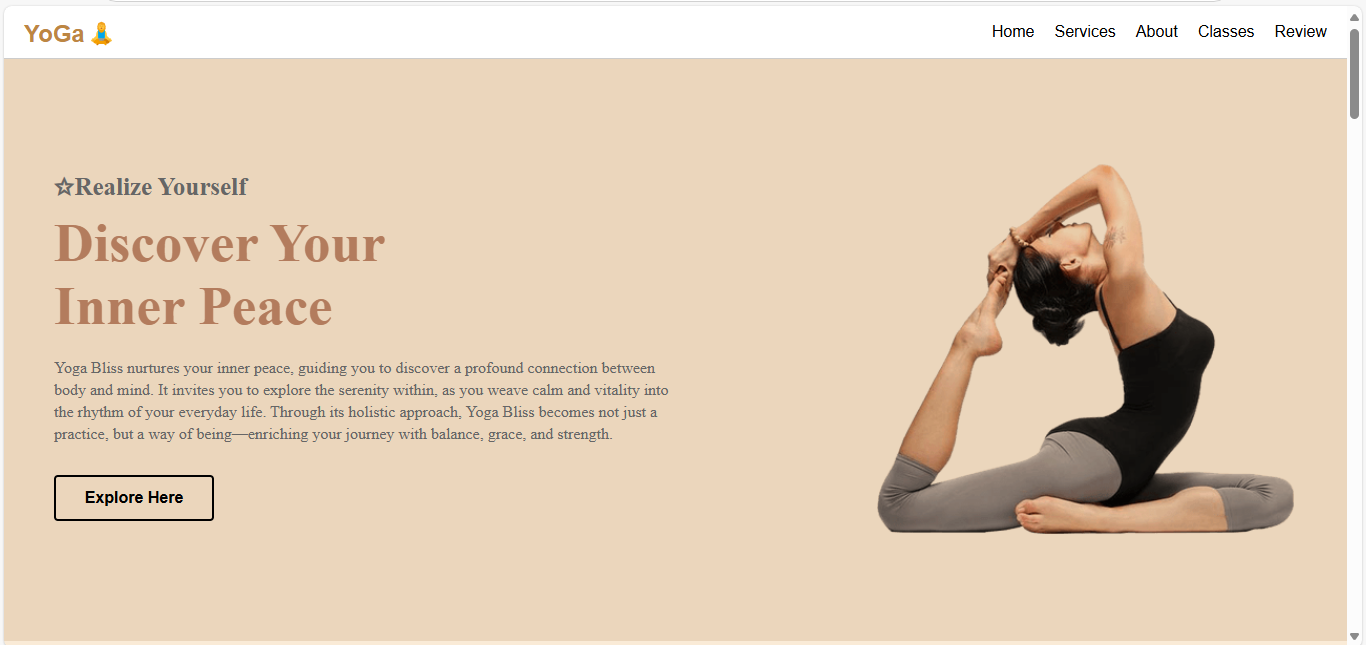 YoGa 🧘
Home Services About Classes Review
☆Realize Yourself
Discover Your
Inner Peace
Yoga Bliss nurtures your inner peace, guiding you to discover a profound connection between
body and mind. It invites you to explore the serenity within, as you weave calm and vitality into
the rhythm of your everyday life. Through its holistic approach, Yoga Bliss becomes not just a
practice, but a way of being—enriching your journey with balance, grace, and strength.
Explore Here